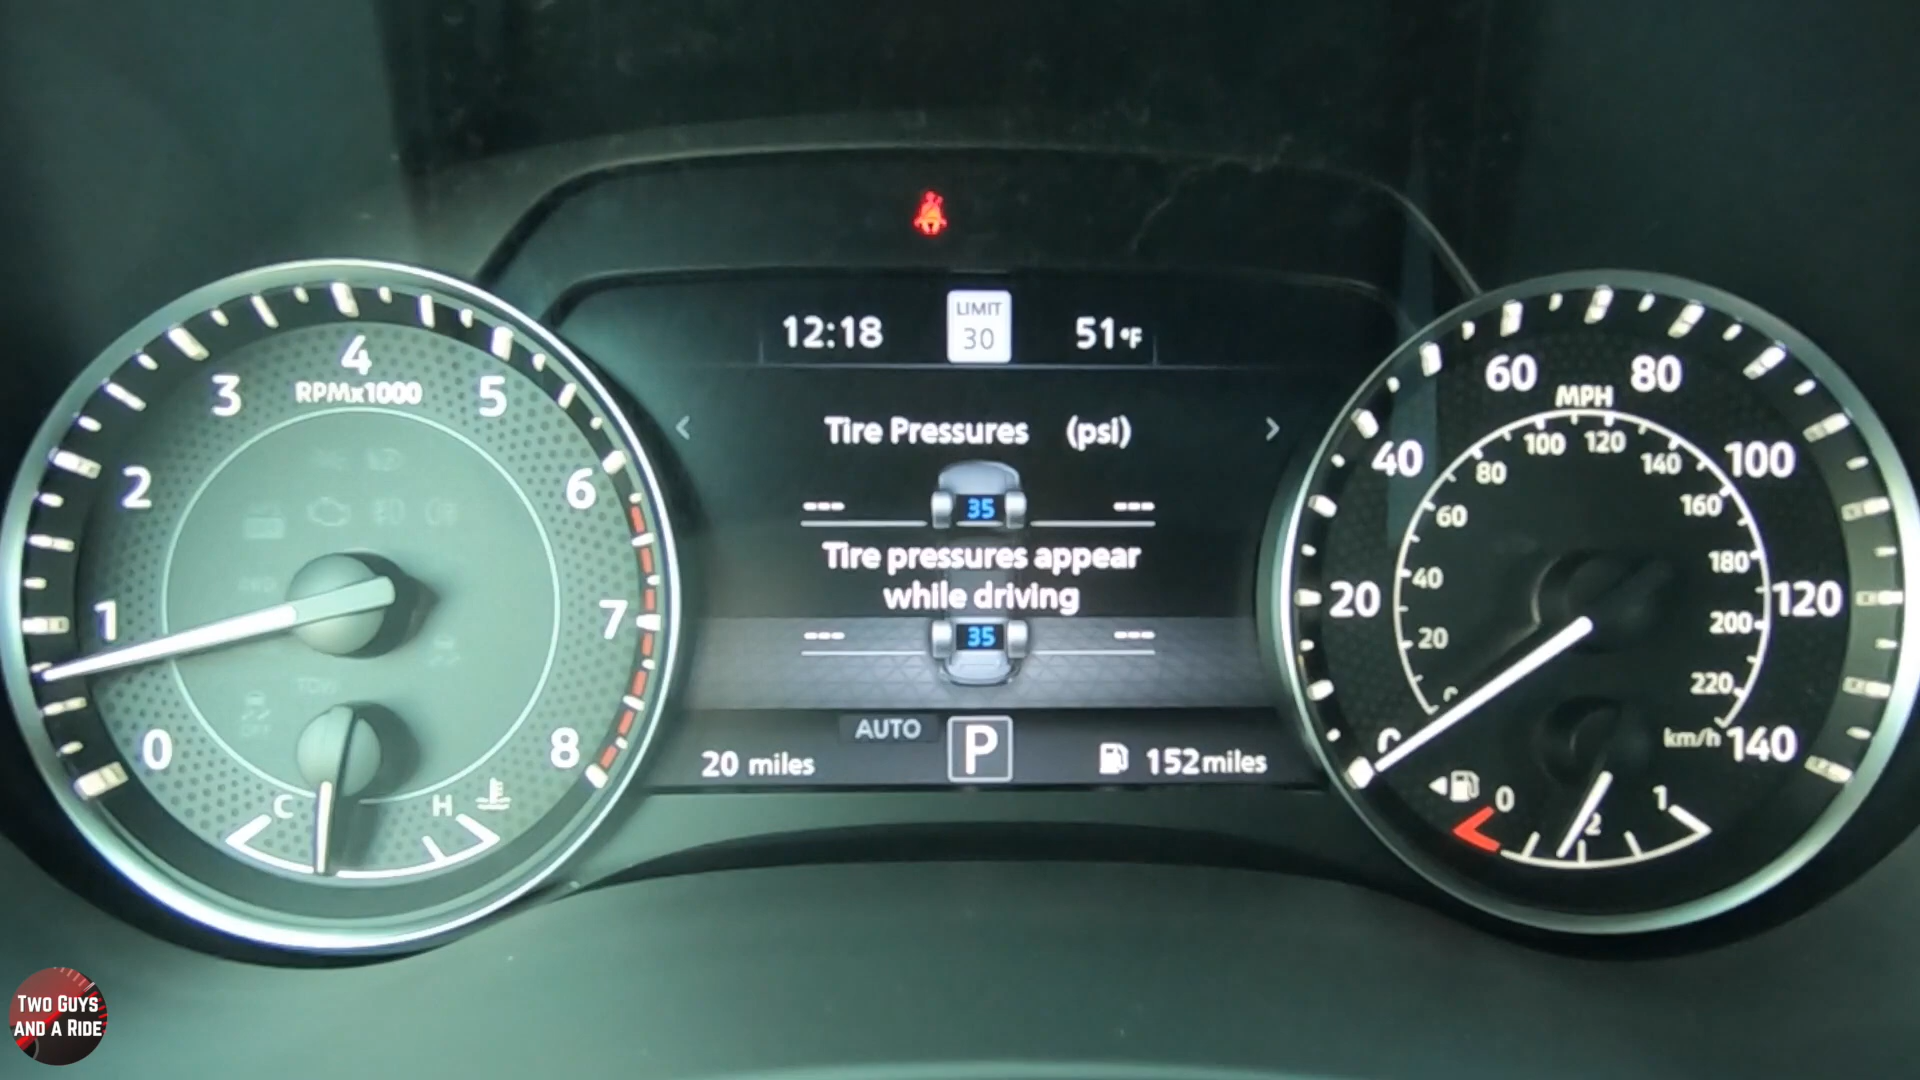 12:18
LIMIT
30
51°F
Tire Pressures (psi)
--- 35 ---
Tire pressures appear
while driving
--- 35 ---
AUTO
P
20 miles
152 miles
0
1
2
3
4
5
6
7
8
RPMx1000
C
H
0
20
40
60
80
100
120
140
MPH
0
20
40
60
80
100
120
140
160
180
200
220
km/h
0
1
TWO GUYS
AND A RIDE